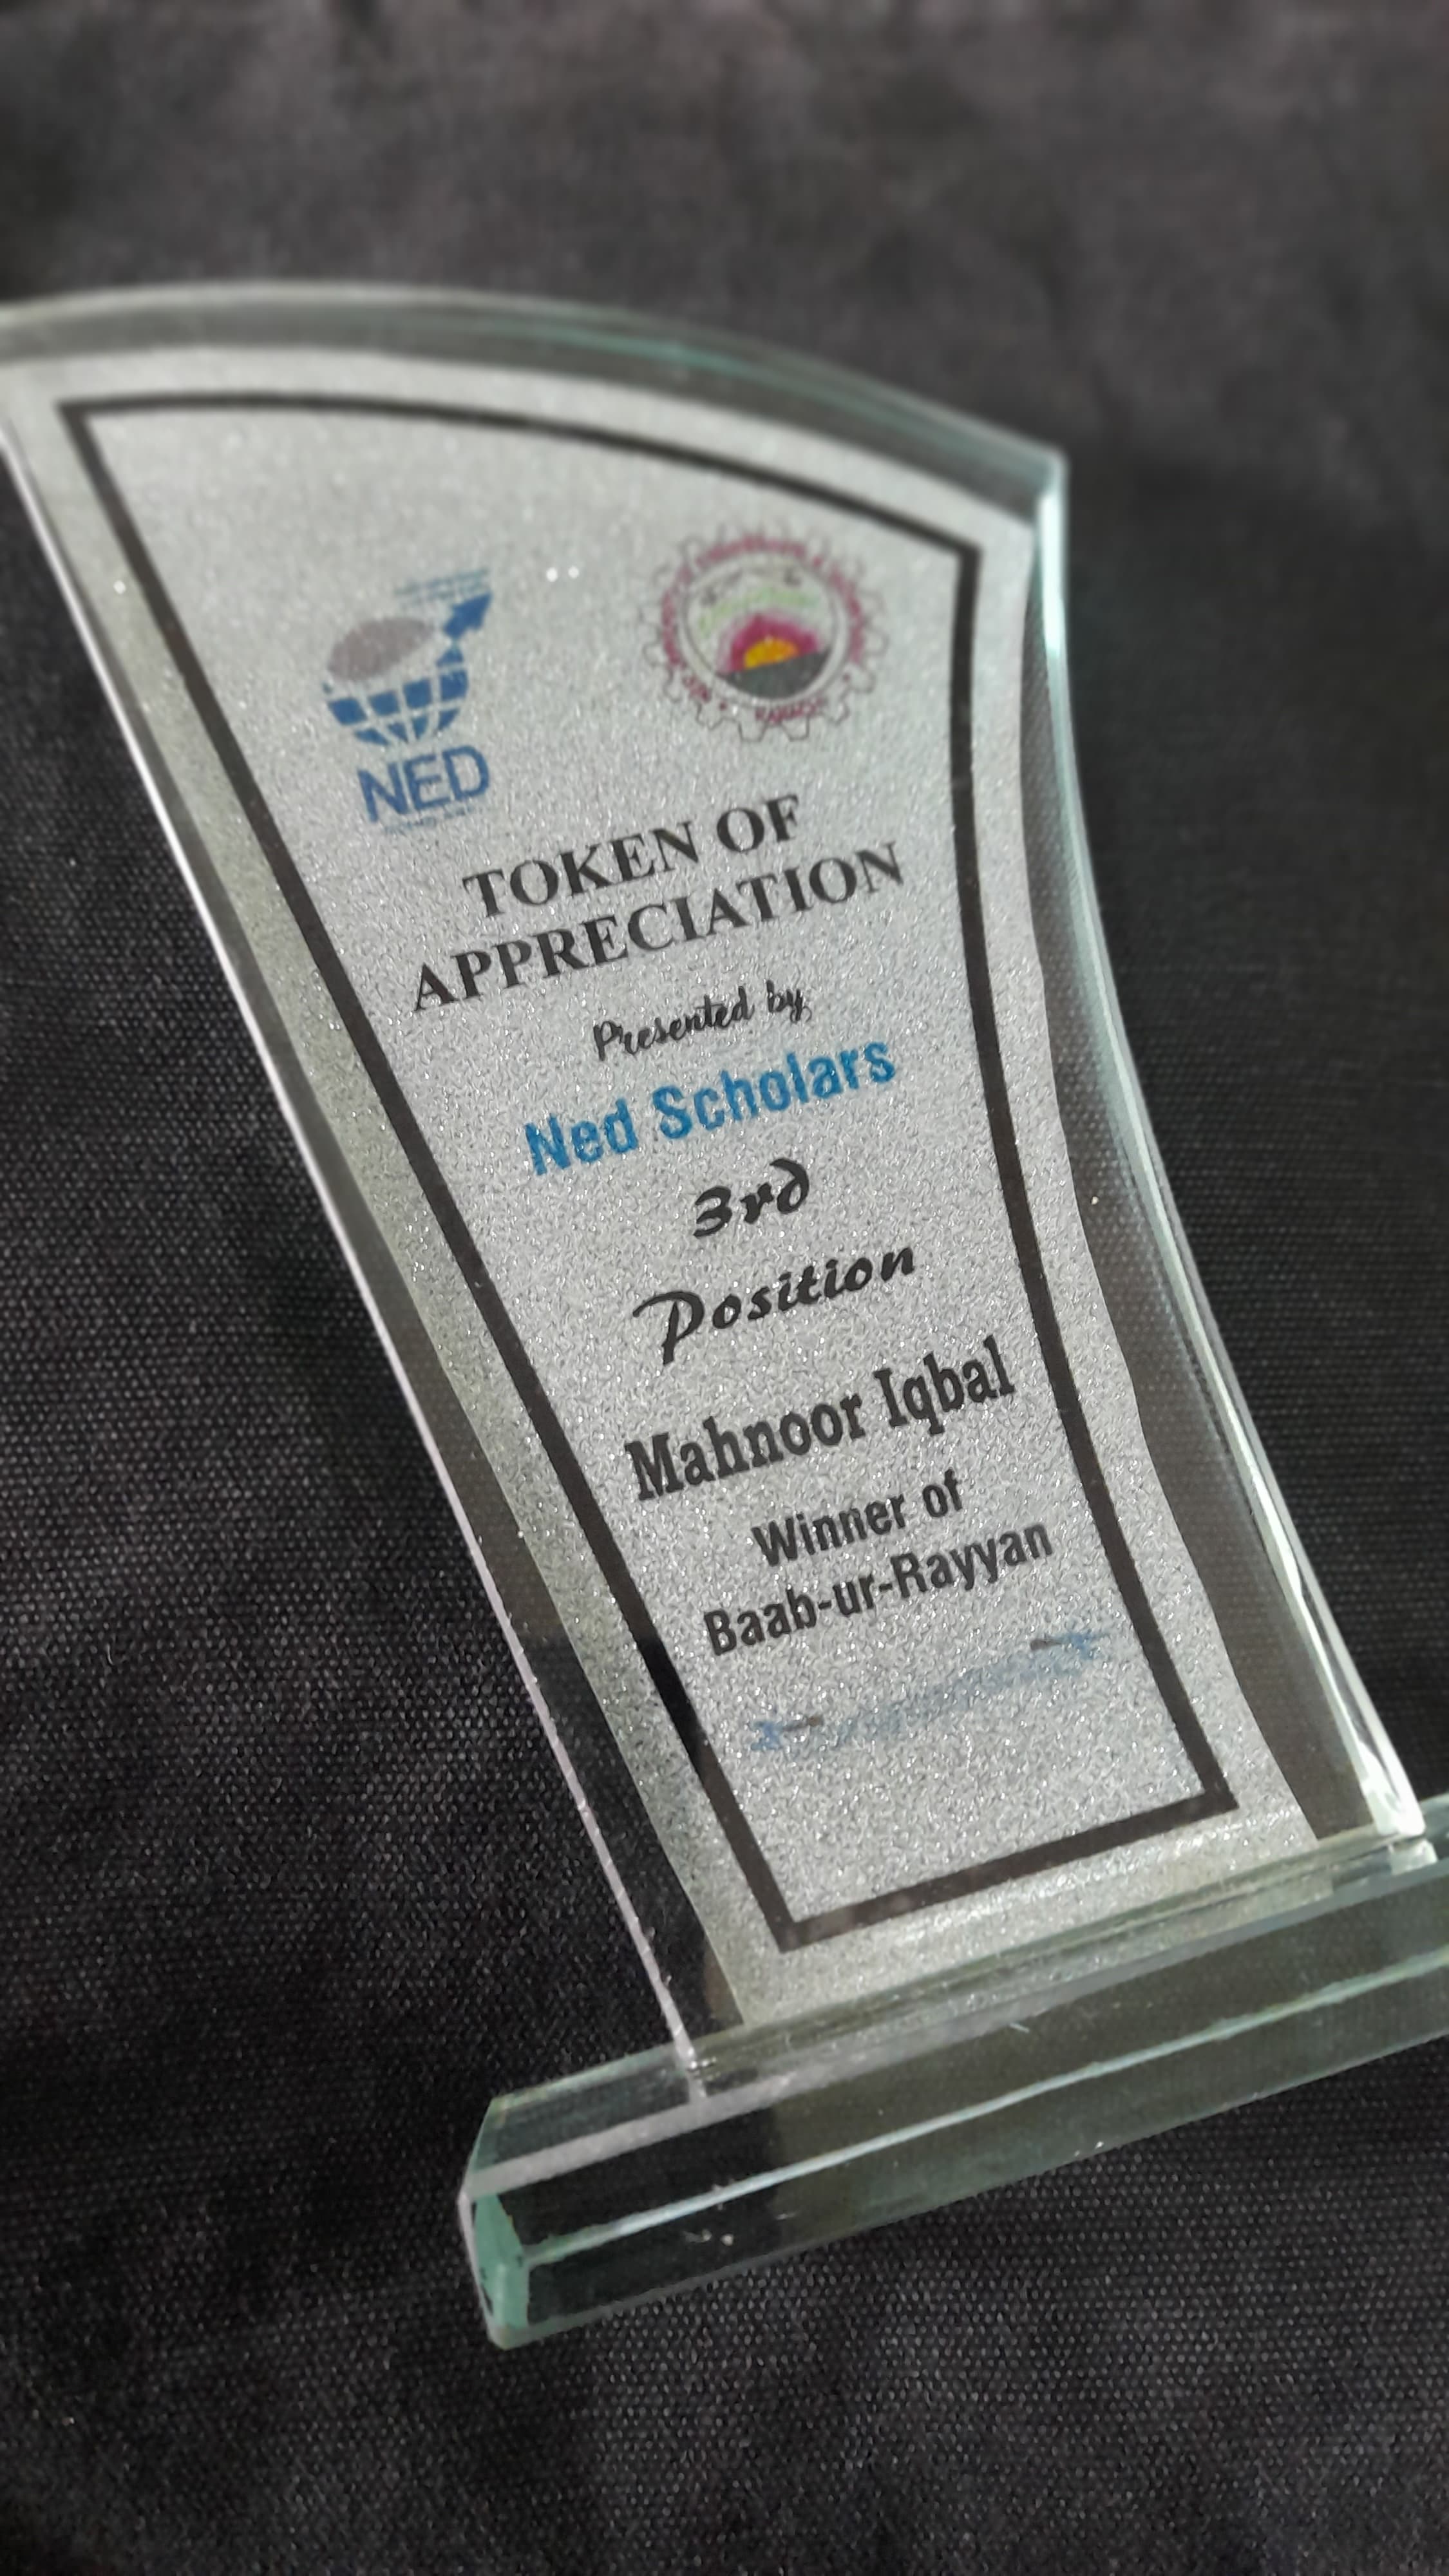 NED
TOKEN OF
APPRECIATION
Presented by
Ned Scholars
3rd
Position
Mahnoor Iqbal
Winner of
Baab-ur-Rayyan